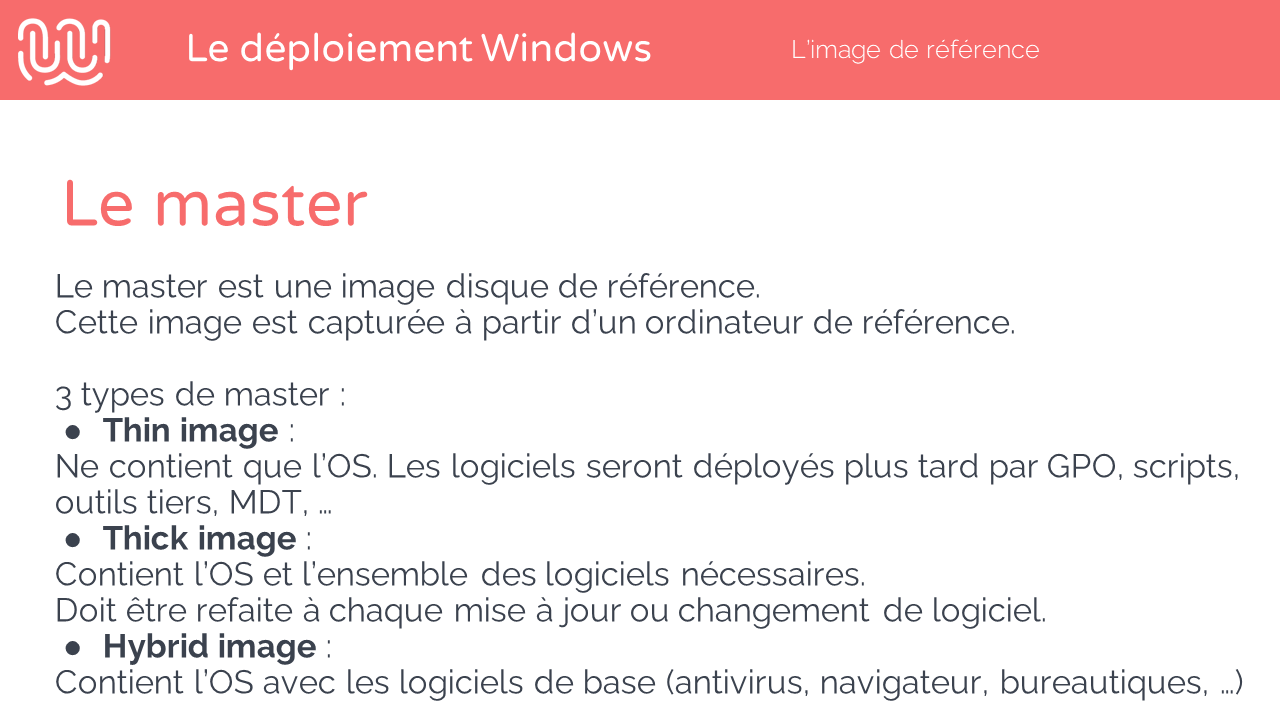 Le déploiement Windows
L'image de référence
Le master
Le master est une image disque de référence.
Cette image est capturée à partir d'un ordinateur de référence.
3 types de master :
● Thin image :
Ne contient que l'OS. Les logiciels seront déployés plus tard par GPO, scripts,
outils tiers, MDT, ...
● Thick image :
Contient l'OS et l'ensemble des logiciels nécessaires.
Doit être refaite à chaque mise à jour ou changement de logiciel.
● Hybrid image :
Contient l'OS avec les logiciels de base (antivirus, navigateur, bureautiques, ...)